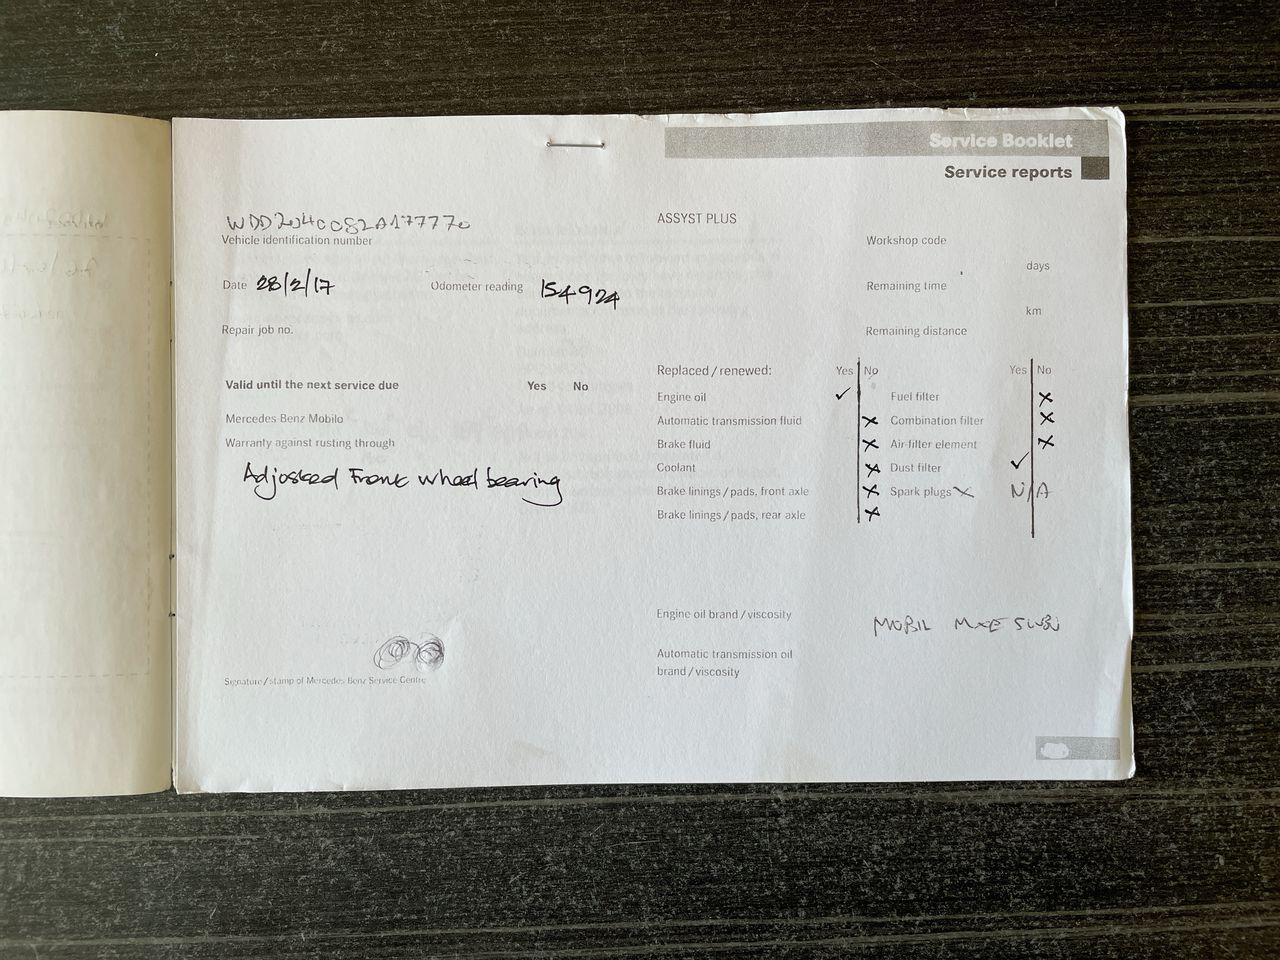 Service Booklet
Service reports
WDD2040082A177770
Vehicle identification number
Date 28/2/17 Odometer reading 154924
Repair job no.
Valid until the next service due Yes No
Mercedes Benz Mobilo
Warranty against rusting through
Adjosted Front wheel bearing
Signature / stamp of Mercedes Benz Service Centre
ASSYST PLUS
Workshop code
days
Remaining time
km
Remaining distance
Replaced / renewed: Yes No Yes No
Engine oil ✓ Fuel filter X
Automatic transmission fluid X Combination filter X
Brake fluid X Air filter element X
Coolant X Dust filter ✓
Brake linings / pads, front axle X Spark plugs X N/A
Brake linings / pads, rear axle X
Engine oil brand / viscosity MOBIL
Automatic transmission oil
brand / viscosity